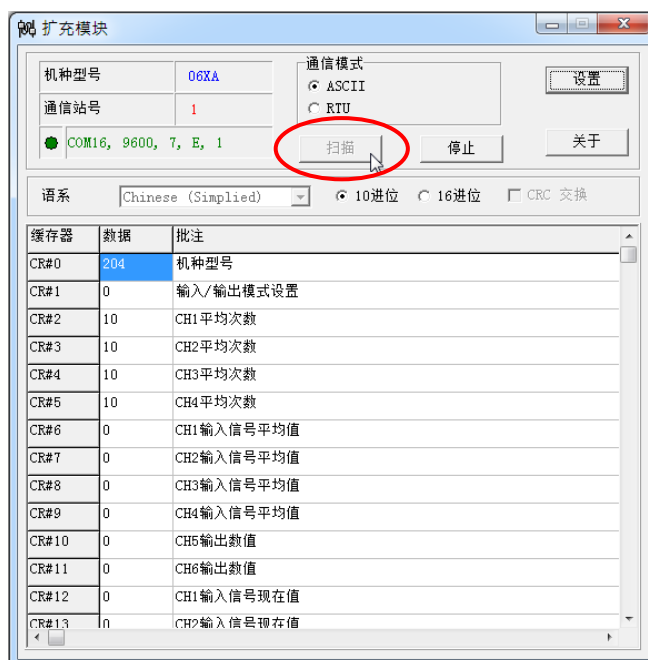 扩充模块
机种型号 06XA
通信站号 1
COM16, 9600, 7, E, 1
通信模式
ASCII
RTU
扫描 停止
设置
关于
语系 Chinese (Simplied) 10进位 16进位 CRC 交换
缓存器 数据 批注
CR#0 204 机种型号
CR#1 0 输入/输出模式设置
CR#2 10 CH1平均次数
CR#3 10 CH2平均次数
CR#4 10 CH3平均次数
CR#5 10 CH4平均次数
CR#6 0 CH1输入信号平均值
CR#7 0 CH2输入信号平均值
CR#8 0 CH3输入信号平均值
CR#9 0 CH4输入信号平均值
CR#10 0 CH5输出数值
CR#11 0 CH6输出数值
CR#12 0 CH1输入信号现在值
CR#13 0 CH2输入信号现在值